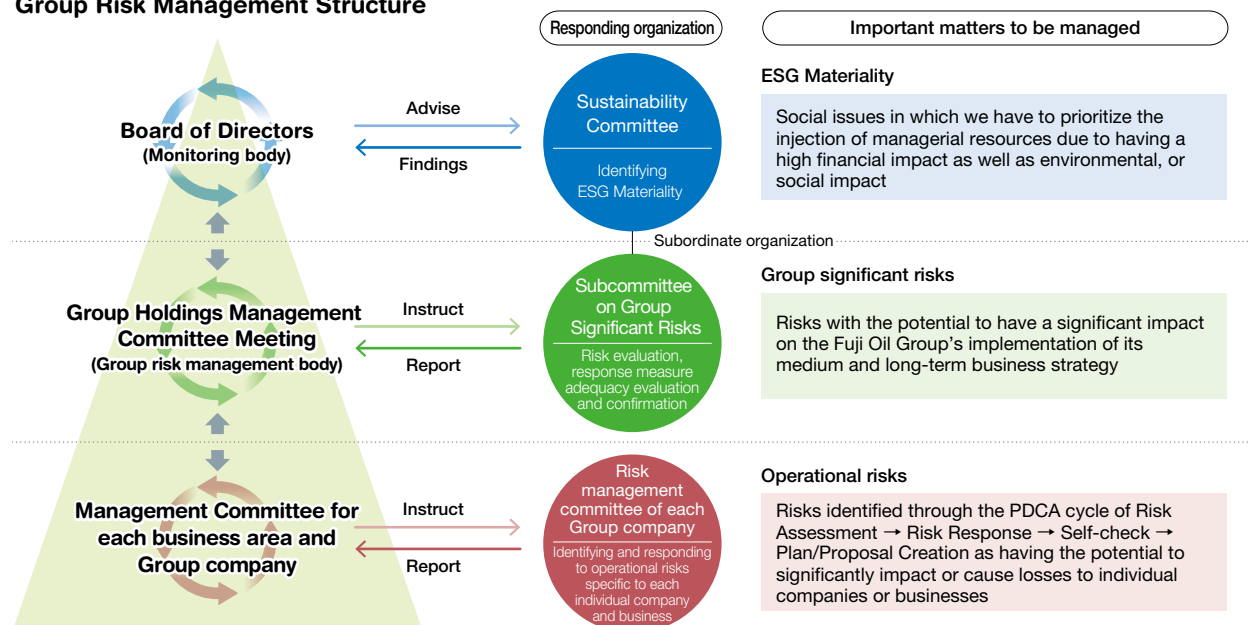 Group Risk Management Structure
Responding organization
Important matters to be managed
Board of Directors
(Monitoring body)
Advise
Findings
Sustainability
Committee
Identifying
ESG Materiality
ESG Materiality
Social issues in which we have to prioritize the
injection of managerial resources due to having a
high financial impact as well as environmental, or
social impact
Subordinate organization
Group Holdings Management
Committee Meeting
(Group risk management body)
Instruct
Report
Subcommittee
on Group
Significant Risks
Risk evaluation,
response measure
adequacy evaluation
and confirmation
Group significant risks
Risks with the potential to have a significant impact
on the Fuji Oil Group's implementation of its
medium and long-term business strategy
Management Committee for
each business area and
Group company
Instruct
Report
Risk
management
committee of each
Group company
Identifying and responding
to operational risks
specific to each
individual company
and business
Operational risks
Risks identified through the PDCA cycle of Risk
Assessment → Risk Response → Self-check →
Plan/Proposal Creation as having the potential to
significantly impact or cause losses to individual
companies or businesses